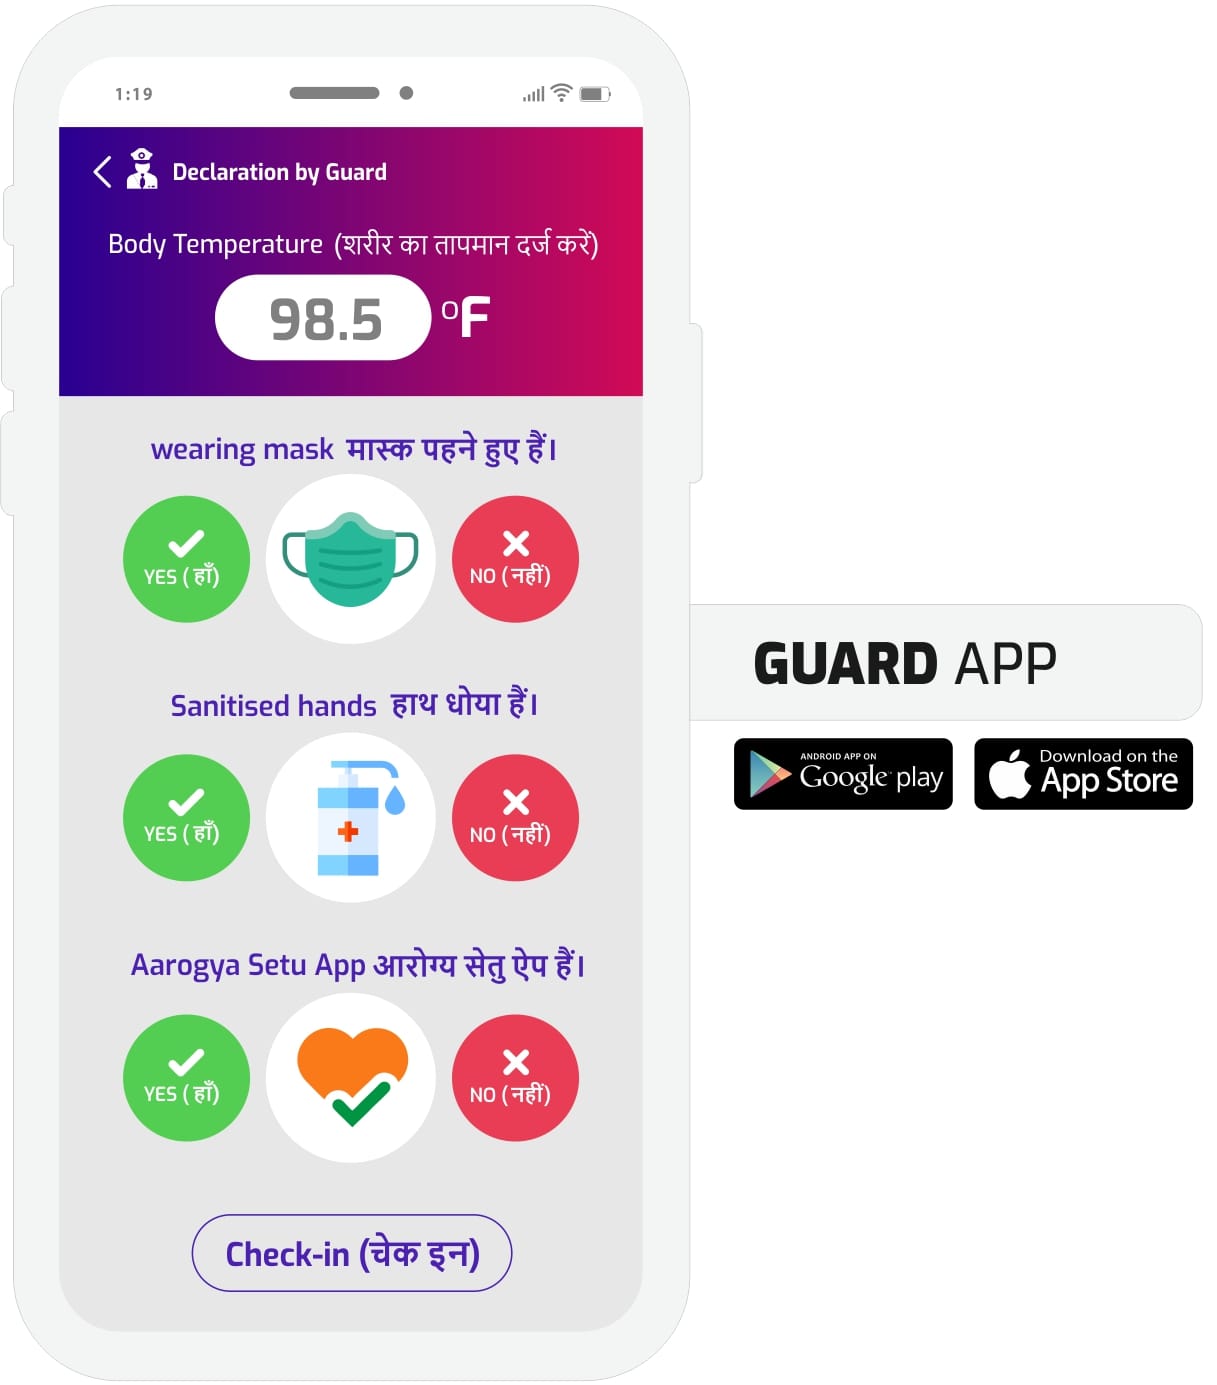 1:19
Declaration by Guard
Body Temperature (शरीर का तापमान दर्ज करें)
98.5 °F
wearing mask मास्क पहने हुए हैं।
YES (हाँ)
NO (नहीं)
Sanitised hands हाथ धोया हैं।
YES (हाँ)
NO (नहीं)
Aarogya Setu App आरोग्य सेतु ऐप हैं।
YES (हाँ)
NO (नहीं)
Check-in (चेक इन)
GUARD APP
ANDROID APP ON
Google play
Download on the
App Store